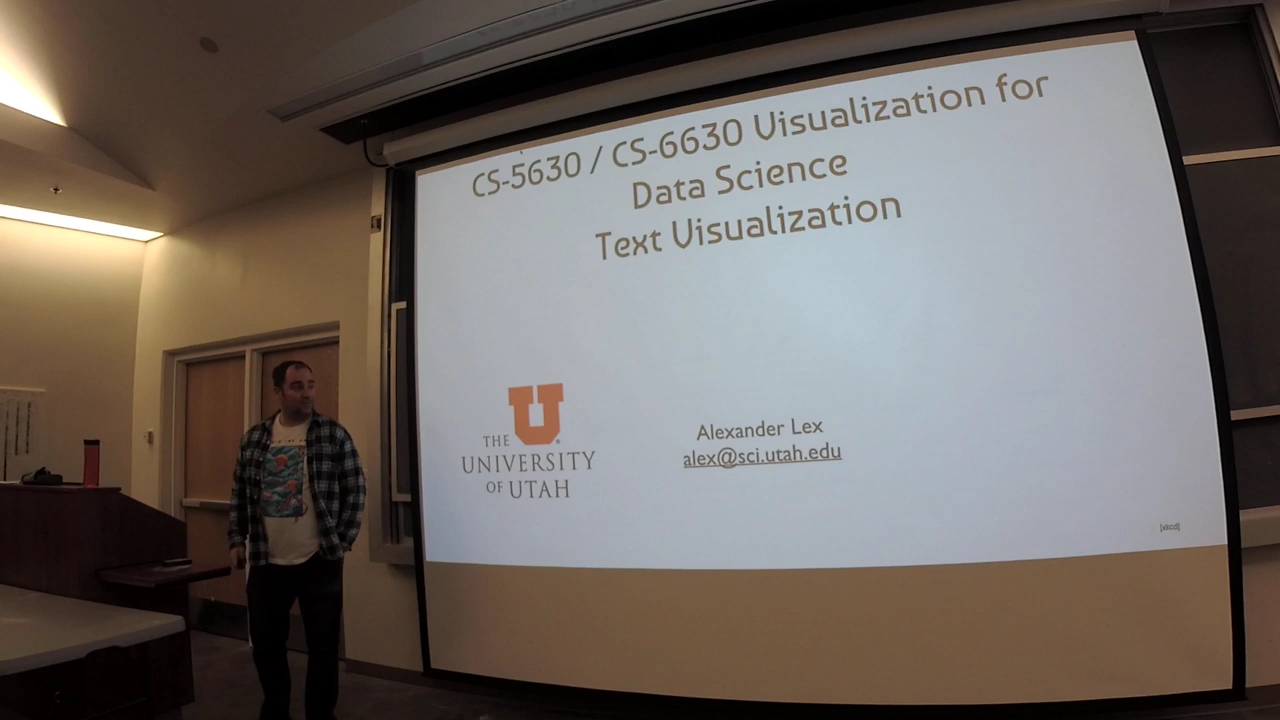 CS-5630 / CS-6630 Visualization for
Data Science
Text Visualization
THE
UNIVERSITY
OF UTAH
Alexander Lex
alex@sci.utah.edu
[xkcd]